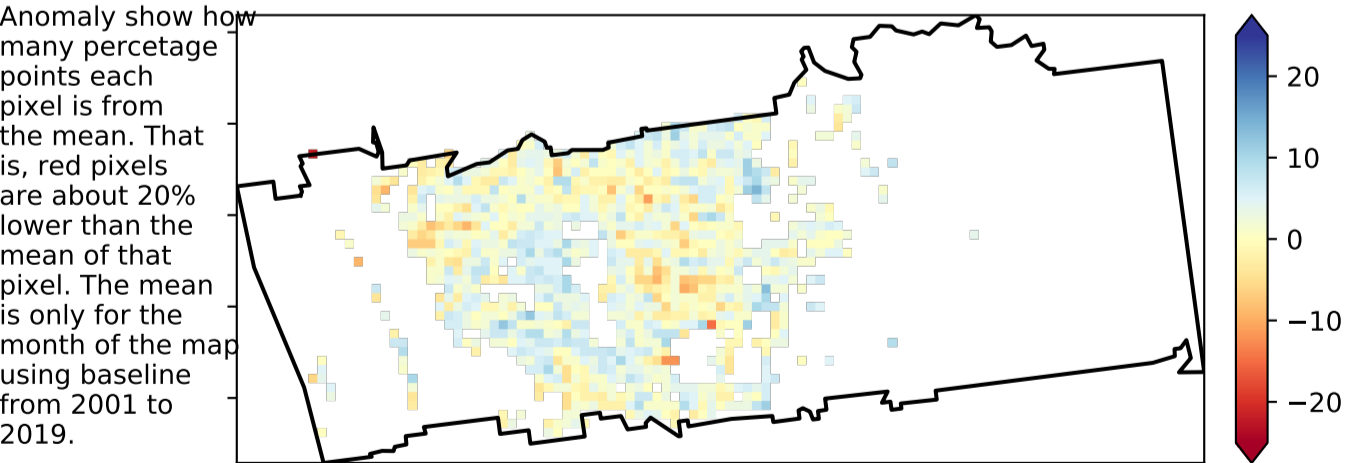 Anomaly show how
many percetage
points each
pixel is from
the mean. That
is, red pixels
are about 20%
lower than the
mean of that
pixel. The mean
is only for the
month of the map
using baseline
from 2001 to
2019.
20
10
0
−10
−20